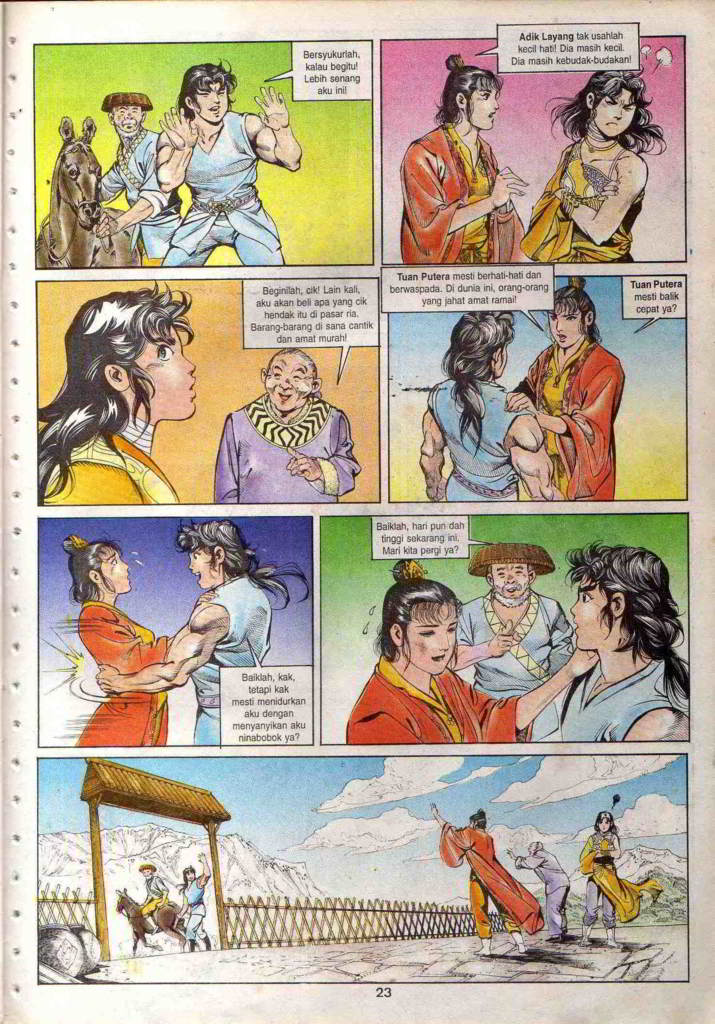 Bersyukurlah,
kalau begitu!
Lebih senang
aku ini!
Adik Layang tak usahlah
kecil hati! Dia masih kecil.
Dia masih kebudak-budakan!
Beginilah, cik! Lain kali,
aku akan beli apa yang cik
hendak itu di pasar ria.
Barang-barang di sana cantik
dan amat murah!
Tuan Putera mesti berhati-hati dan
berwaspada. Di dunia ini, orang-orang
yang jahat amat ramai!
Tuan Putera
mesti balik
cepat ya?
Baiklah, kak,
tetapi kak
mesti menidurkan
aku dengan
menyanyikan aku
ninabobok ya?
Baiklah, hari pun dah
tinggi sekarang ini.
Mari kita pergi ya?
23